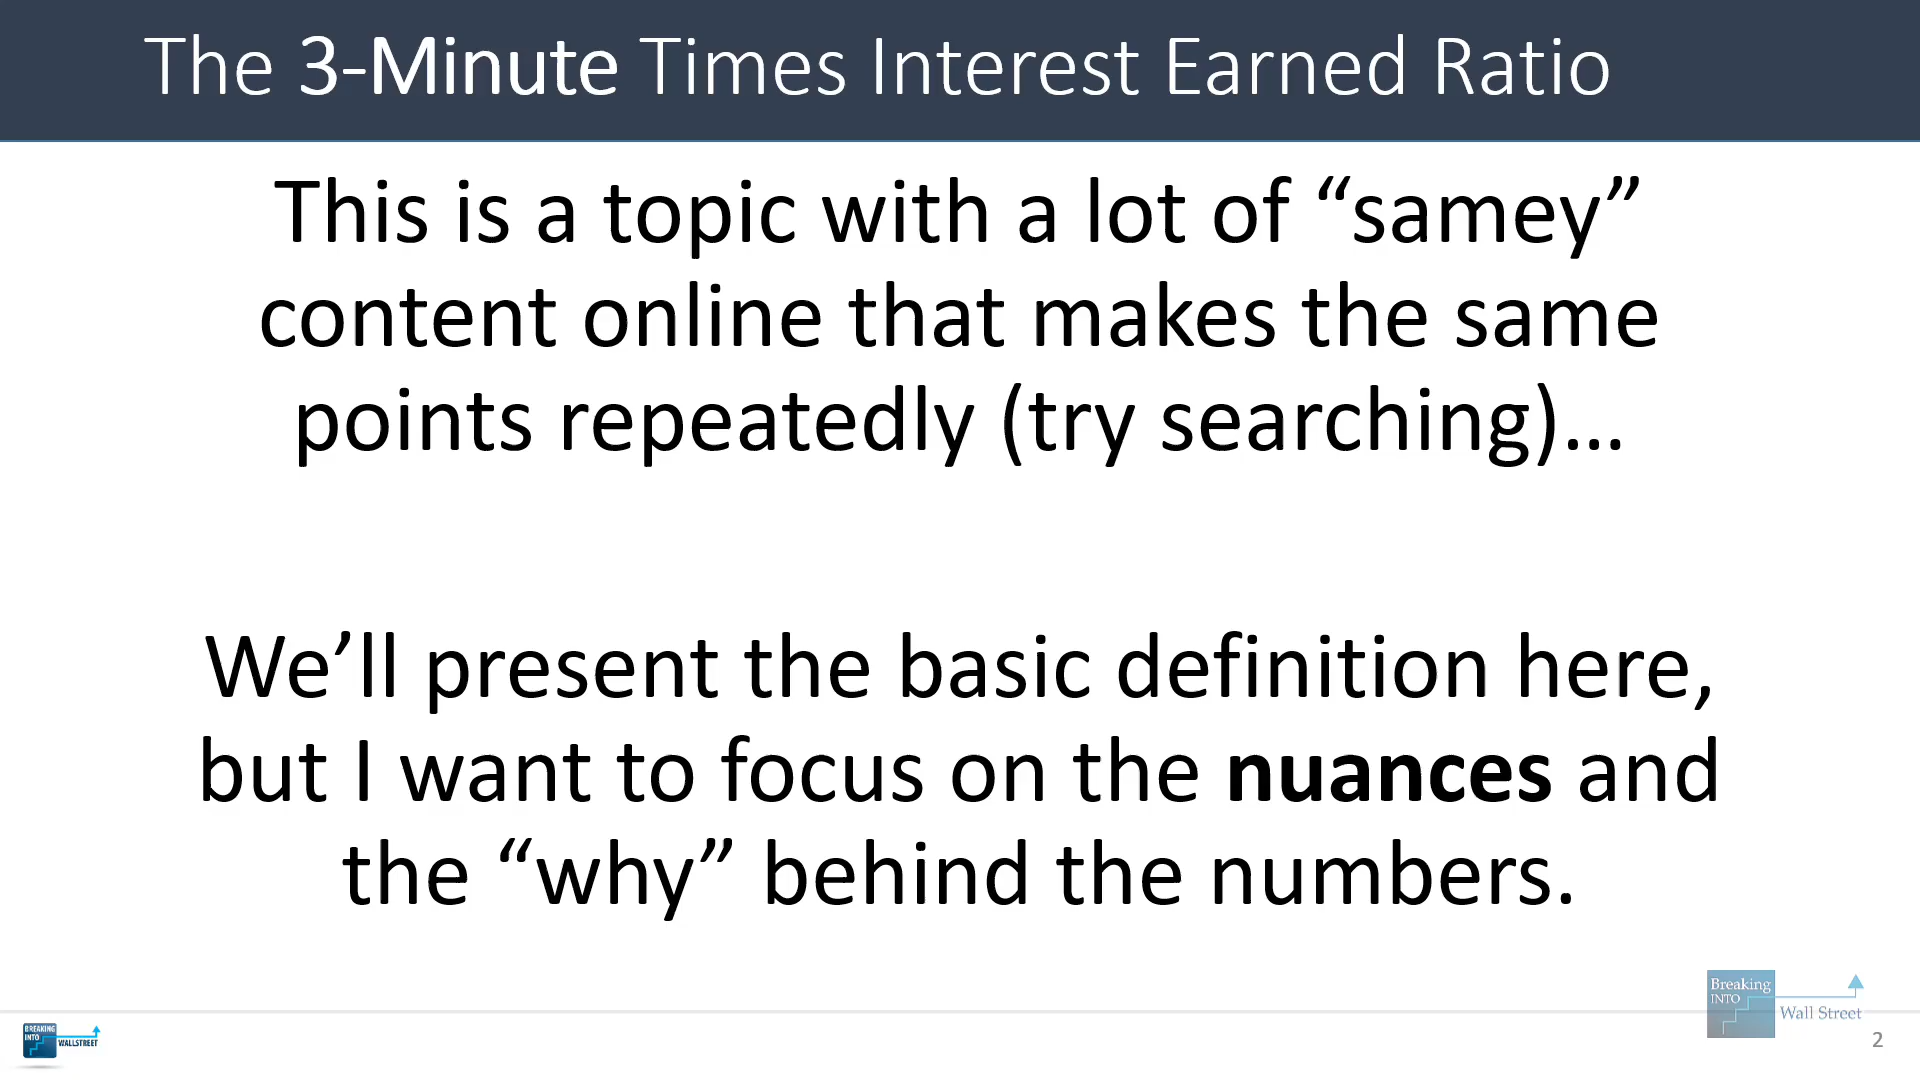 The 3-Minute Times Interest Earned Ratio
This is a topic with a lot of “samey”
content online that makes the same
points repeatedly (try searching)…
We’ll present the basic definition here,
but I want to focus on the nuances and
the “why” behind the numbers.
Breaking
INTO
Wall Street
BREAKING
INTO
WALLSTREET
2